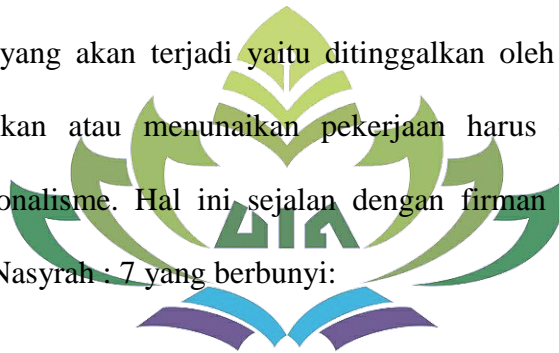 yang akan terjadi yaitu ditinggalkan oleh
kan atau menunaikan pekerjaan harus
onalisme. Hal ini sejalan dengan firman
UIN
Nasyrah : 7 yang berbunyi: